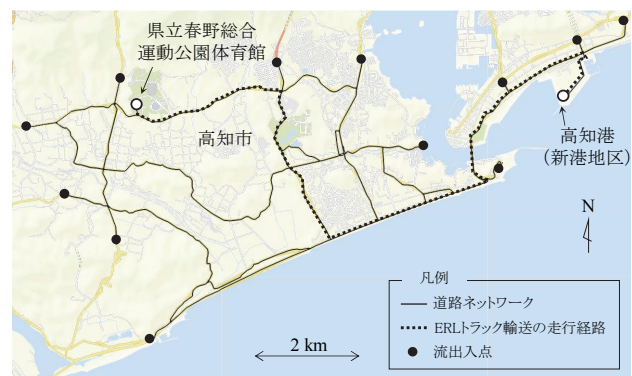 県立春野総合
運動公園体育館
高知市
高知港
(新港地区)
N
凡例
道路ネットワーク
ERLトラック輸送の走行経路
流出入点
2 km